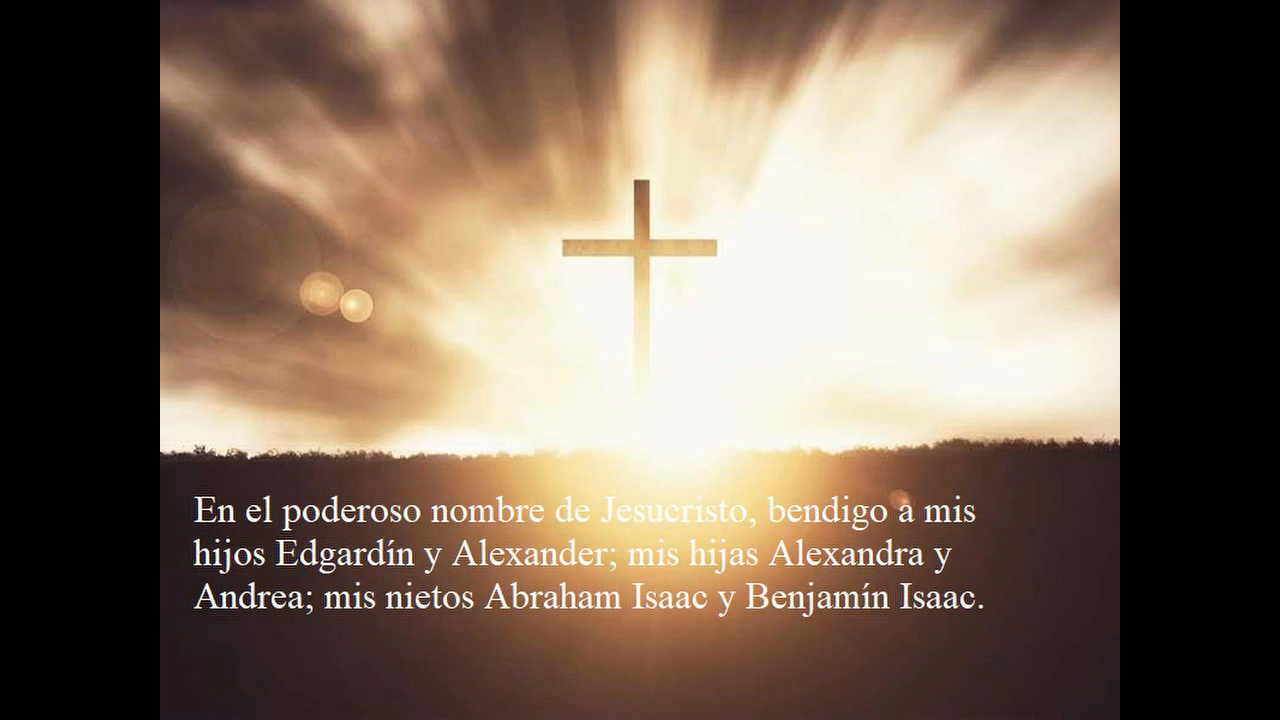 En el poderoso nombre de Jesucristo, bendigo a mis
hijos Edgardín y Alexander; mis hijas Alexandra y
Andrea; mis nietos Abraham Isaac y Benjamín Isaac.